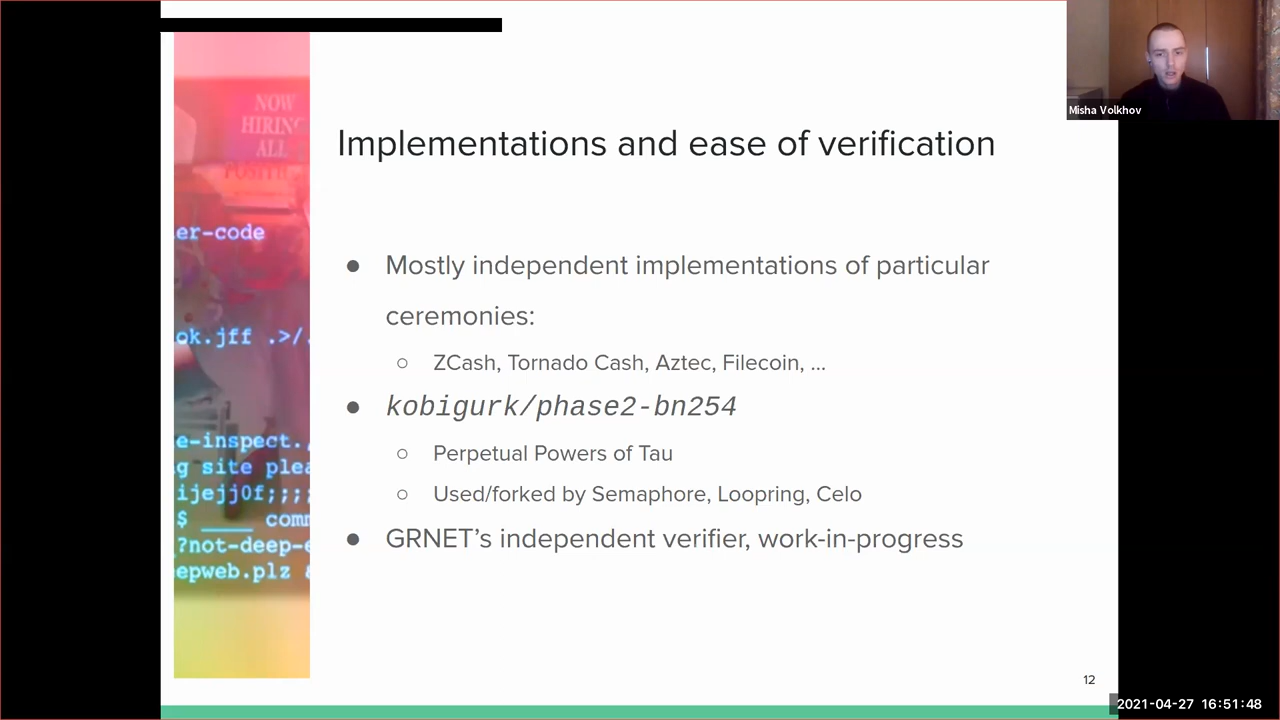 Misha Volkhov
NOW
HIRING
ALL
er-code
ok.jff .>/.
e-inspect.
g site plea
ijejj0f;;;;
$ ____ comm
?not-deep-e
epweb.plz &
Implementations and ease of verification
● Mostly independent implementations of particular
ceremonies:
○ ZCash, Tornado Cash, Aztec, Filecoin, ...
● kobigurk/phase2-bn254
○ Perpetual Powers of Tau
○ Used/forked by Semaphore, Loopring, Celo
● GRNET’s independent verifier, work-in-progress
12
2021-04-27 16:51:48